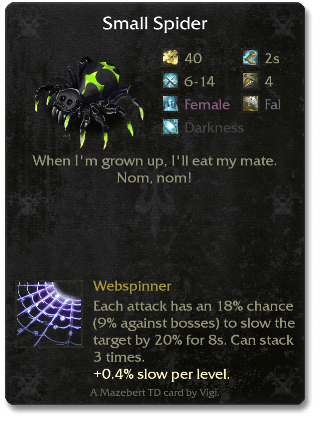 Small Spider
40 2s
6-14 4
Female Fal
Darkness
When I'm grown up, I'll eat my mate.
Nom, nom!
Webspinner
Each attack has an 18% chance
(9% against bosses) to slow the
target by 20% for 8s. Can stack
3 times.
+0.4% slow per level.
A Mazebert TD card by Vigi.